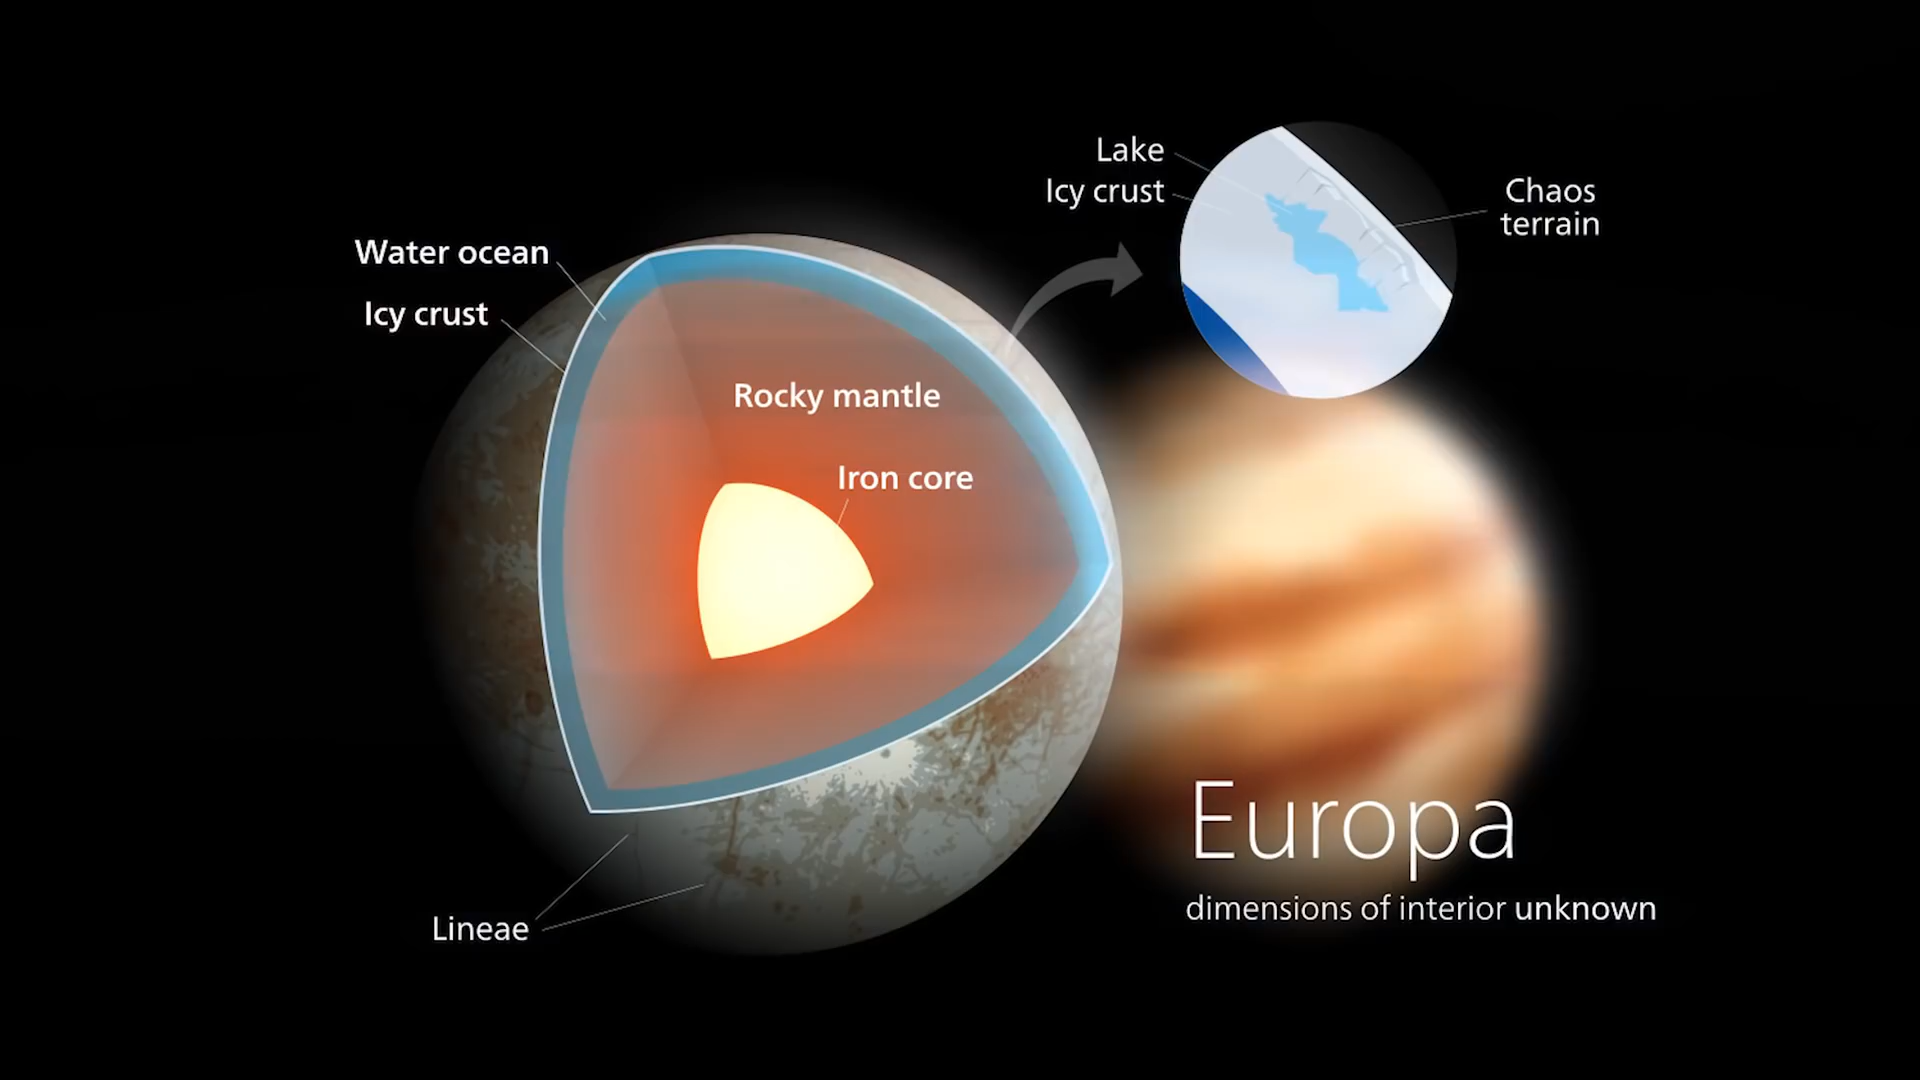 Lake
Icy crust
Chaos
terrain
Water ocean
Icy crust
Rocky mantle
Iron core
Europa
dimensions of interior unknown
Lineae